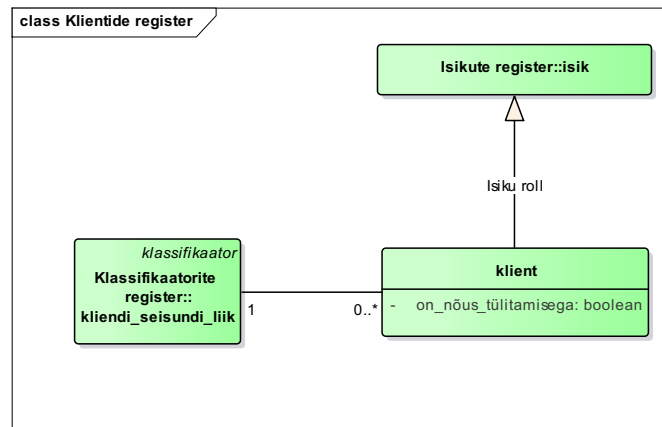 class Klientide register
Isikute register::isik
Isiku roll
klassifikaator
Klassifikaatorite
register::
kliendi_seisundi_liik
1
0..*
klient
- on_nõus_tülitamisega: boolean